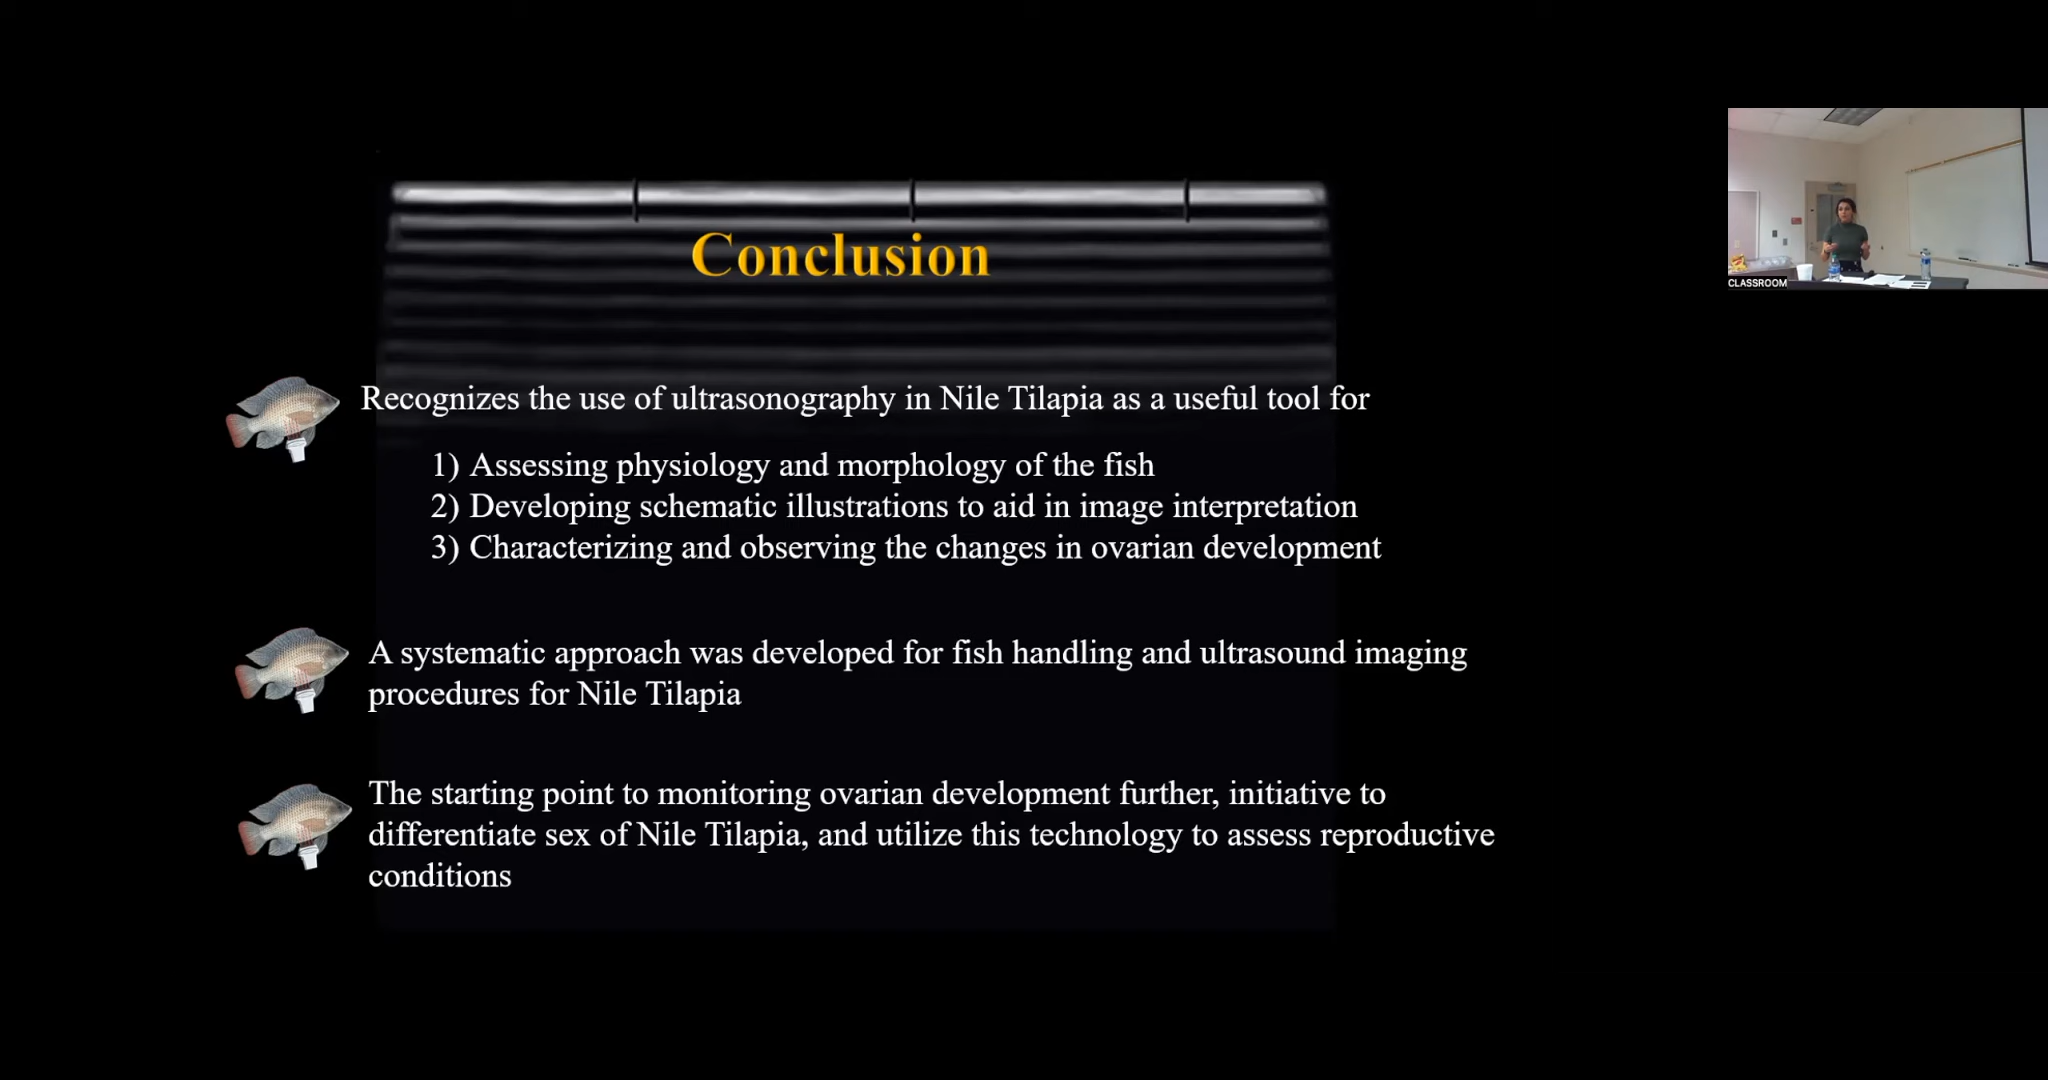 Conclusion
Recognizes the use of ultrasonography in Nile Tilapia as a useful tool for
1) Assessing physiology and morphology of the fish
2) Developing schematic illustrations to aid in image interpretation
3) Characterizing and observing the changes in ovarian development
A systematic approach was developed for fish handling and ultrasound imaging
procedures for Nile Tilapia
The starting point to monitoring ovarian development further, initiative to
differentiate sex of Nile Tilapia, and utilize this technology to assess reproductive
conditions
CLASSROOM